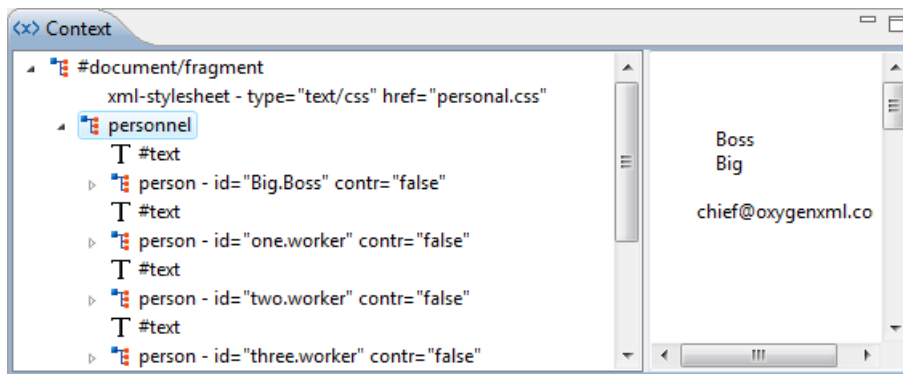 <x> Context
#document/fragment
xml-stylesheet - type="text/css" href="personal.css"
personnel
T #text
person - id="Big.Boss" contr="false"
T #text
person - id="one.worker" contr="false"
T #text
person - id="two.worker" contr="false"
T #text
person - id="three.worker" contr="false"
Boss
Big
chief@oxygenxml.co